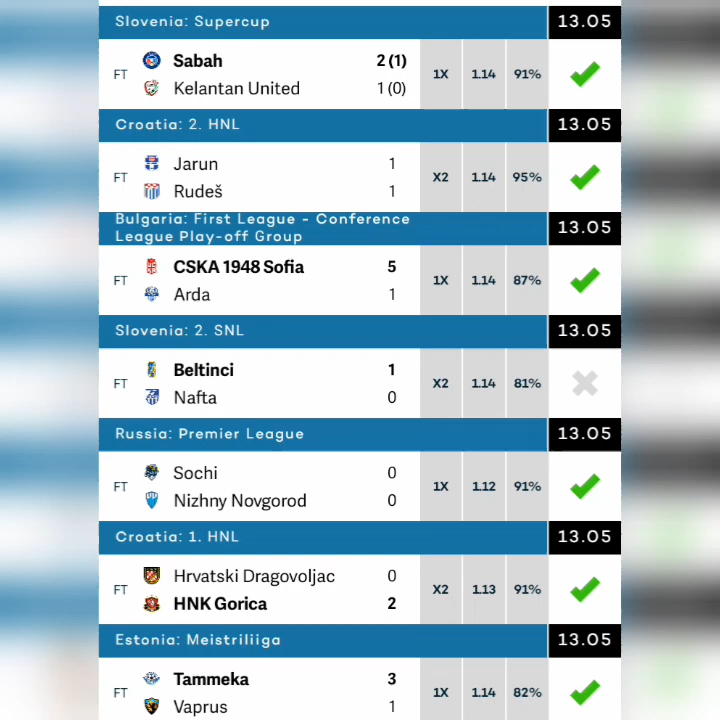 Slovenia: Supercup 13.05
FT Sabah 2 (1) 1X 1.14 91%
Kelantan United 1 (0)
Croatia: 2. HNL 13.05
FT Jarun 1 X2 1.14 95%
Rudeš 1
Bulgaria: First League - Conference
League Play-off Group 13.05
FT CSKA 1948 Sofia 5 1X 1.14 87%
Arda 1
Slovenia: 2. SNL 13.05
FT Beltinci 1 X2 1.14 81%
Nafta 0
Russia: Premier League 13.05
FT Sochi 0 1X 1.12 91%
Nizhny Novgorod 0
Croatia: 1. HNL 13.05
FT Hrvatski Dragovoljac 0 X2 1.13 91%
HNK Gorica 2
Estonia: Meistriliiga 13.05
FT Tammeka 3 1X 1.14 82%
Vaprus 1